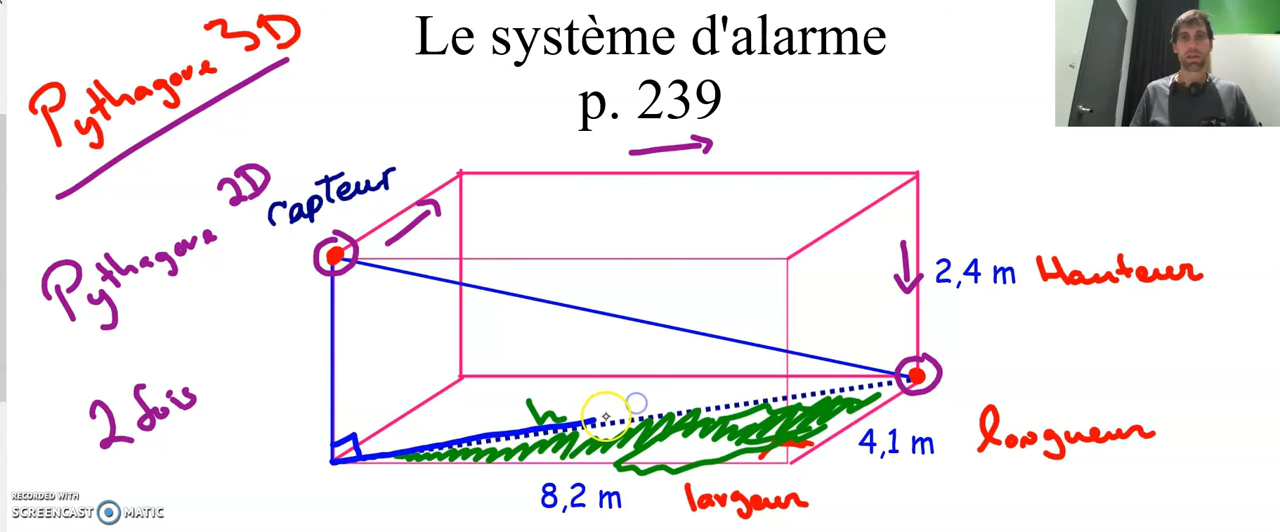 Le système d'alarme
p. 239
Pythagore 3D
Pythagore 2D
2 fois
capteur
2,4 m Hauteur
4,1 m longueur
8,2 m largeur
h
RECORDED WITH
SCREENCAST MATIC